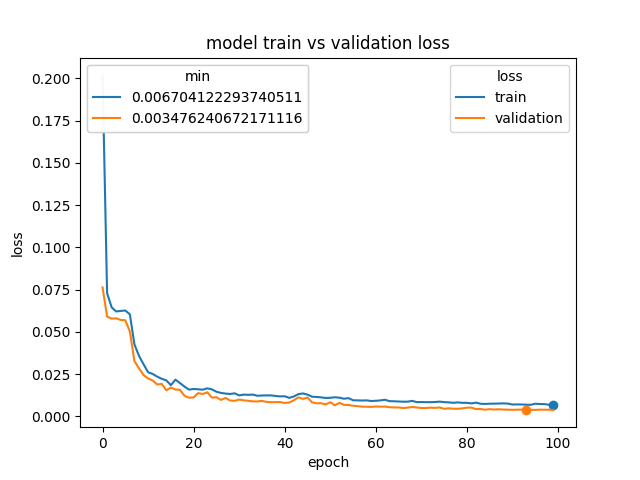 model train vs validation loss
min
0.006704122293740511
0.003476240672171116
loss
train
validation
0.200
0.175
0.150
0.125
0.100
0.075
0.050
0.025
0.000
loss
0 20 40 60 80 100
epoch